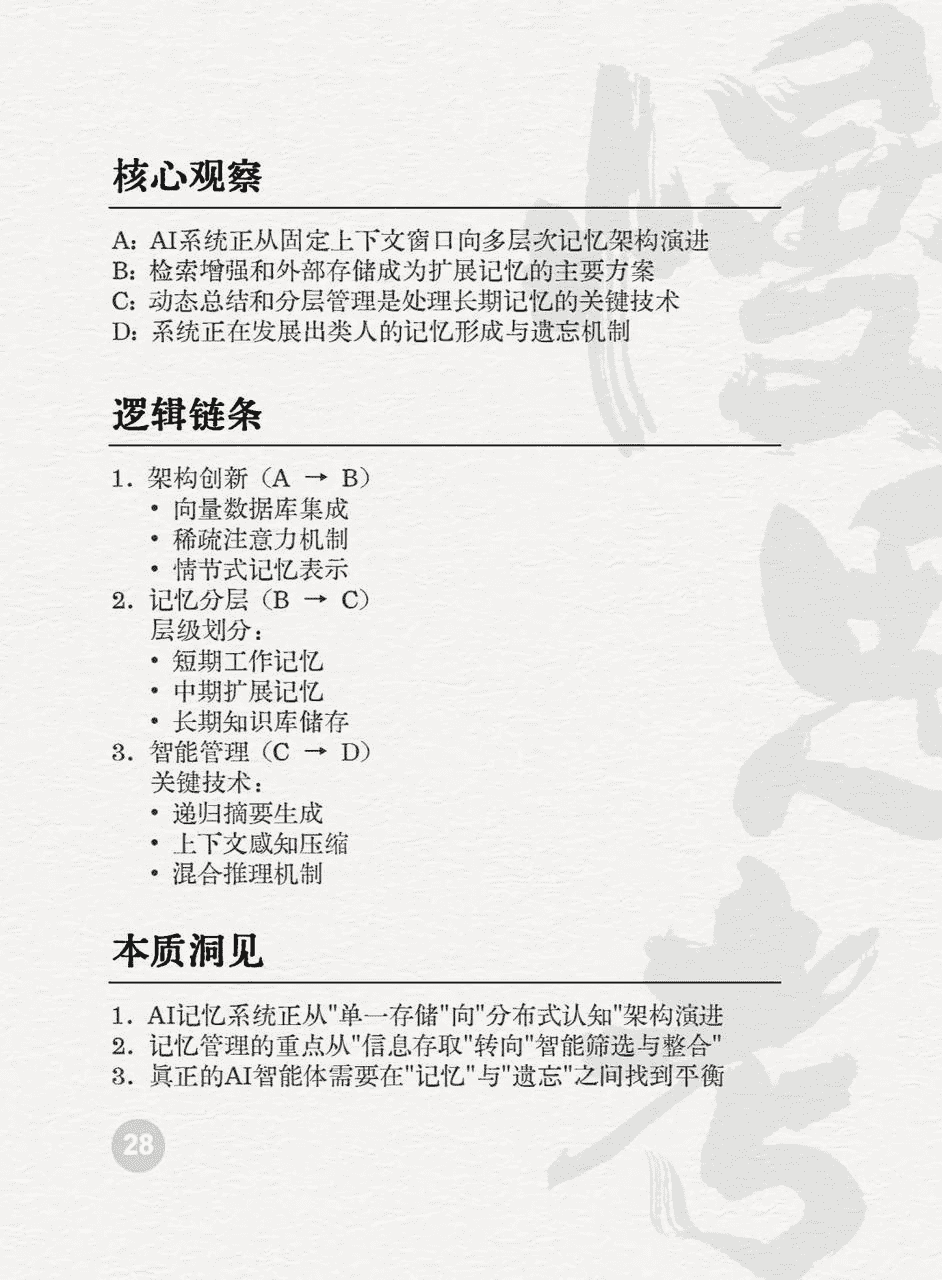 核心观察
A: AI系统正从固定上下文窗口向多层次记忆架构演进
B: 检索增强和外部存储成为扩展记忆的主要方案
C: 动态总结和分层管理是处理长期记忆的关键技术
D: 系统正在发展出类人的记忆形成与遗忘机制
逻辑链条
1. 架构创新（A → B）
• 向量数据库集成
• 稀疏注意力机制
• 情节式记忆表示
2. 记忆分层（B → C）
层级划分:
• 短期工作记忆
• 中期扩展记忆
• 长期知识库储存
3. 智能管理（C → D）
关键技术:
• 递归摘要生成
• 上下文感知压缩
• 混合推理机制
本质洞见
1. AI记忆系统正从"单一存储"向"分布式认知"架构演进
2. 记忆管理的重点从"信息存取"转向"智能筛选与整合"
3. 真正的AI智能体需要在"记忆"与"遗忘"之间找到平衡
28
慢思考